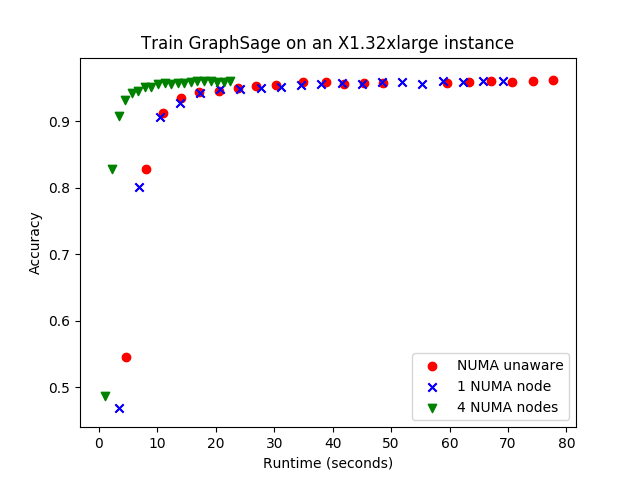 Train GraphSage on an X1.32xlarge instance
Accuracy
0.9
0.8
0.7
0.6
0.5
NUMA unaware
1 NUMA node
4 NUMA nodes
0 10 20 30 40 50 60 70 80
Runtime (seconds)